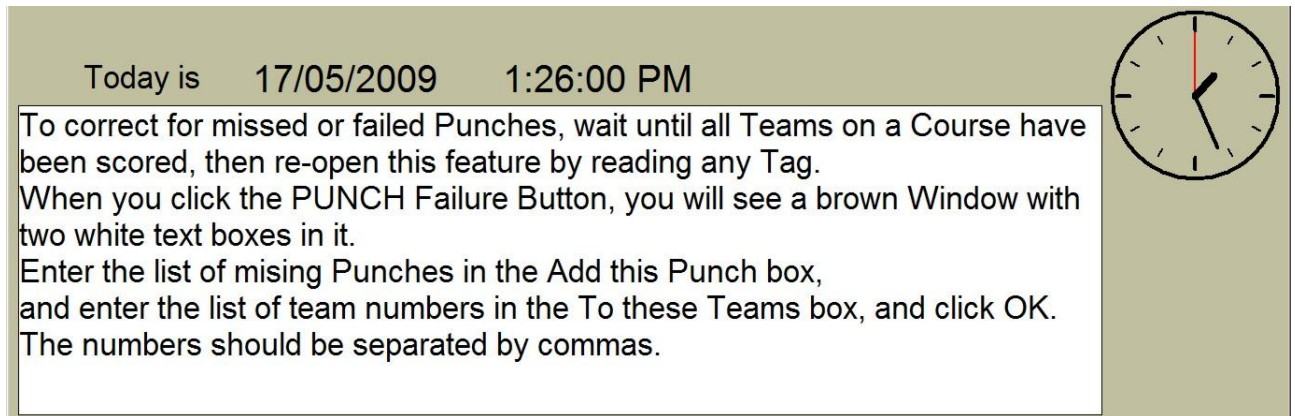 Today is 17/05/2009 1:26:00 PM
To correct for missed or failed Punches, wait until all Teams on a Course have
been scored, then re-open this feature by reading any Tag.
When you click the PUNCH Failure Button, you will see a brown Window with
two white text boxes in it.
Enter the list of mising Punches in the Add this Punch box,
and enter the list of team numbers in the To these Teams box, and click OK.
The numbers should be separated by commas.